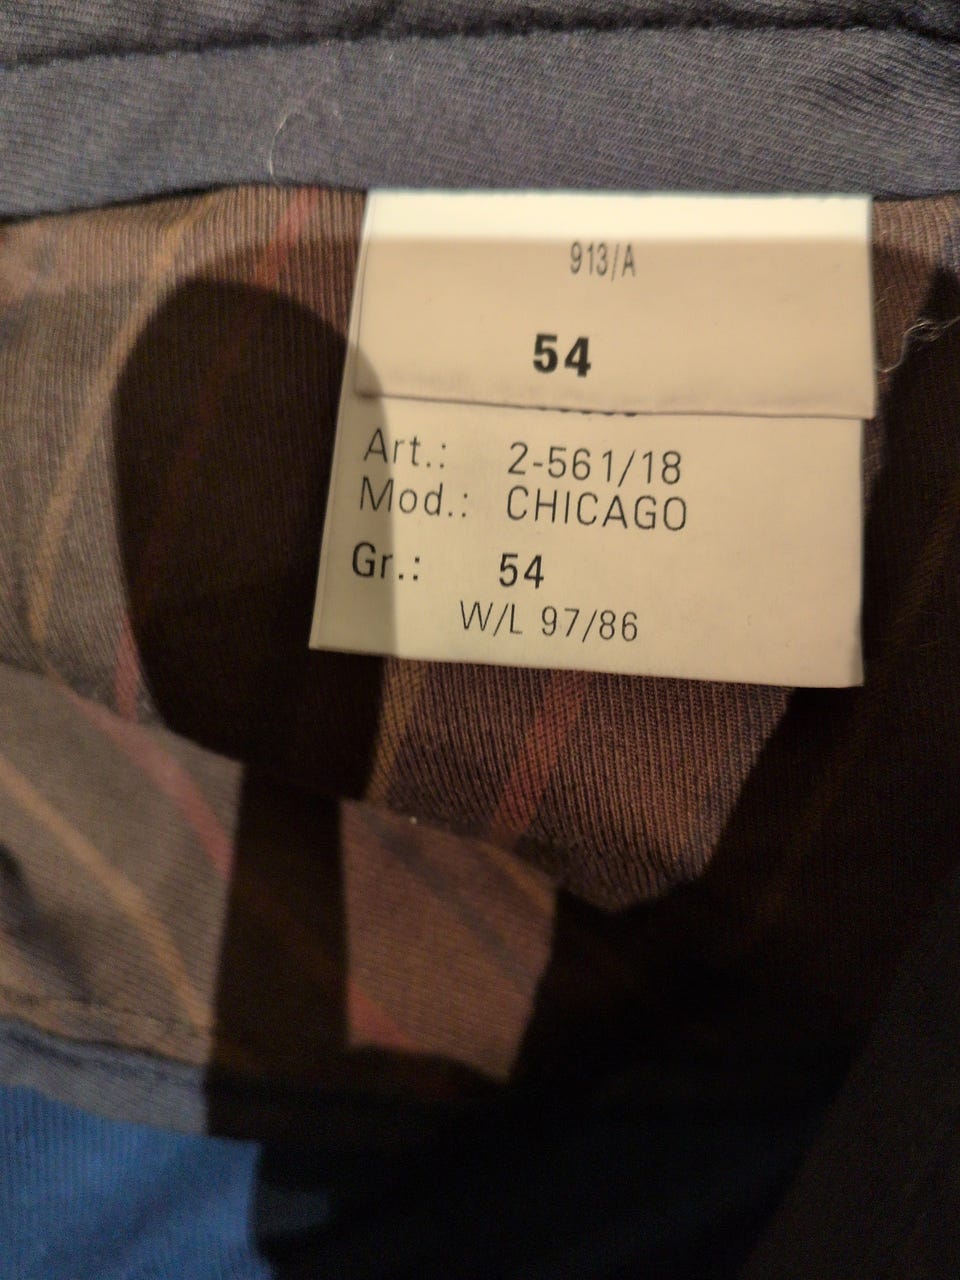 913/A
54
Art.: 2-561/18
Mod.: CHICAGO
Gr.: 54
W/L 97/86